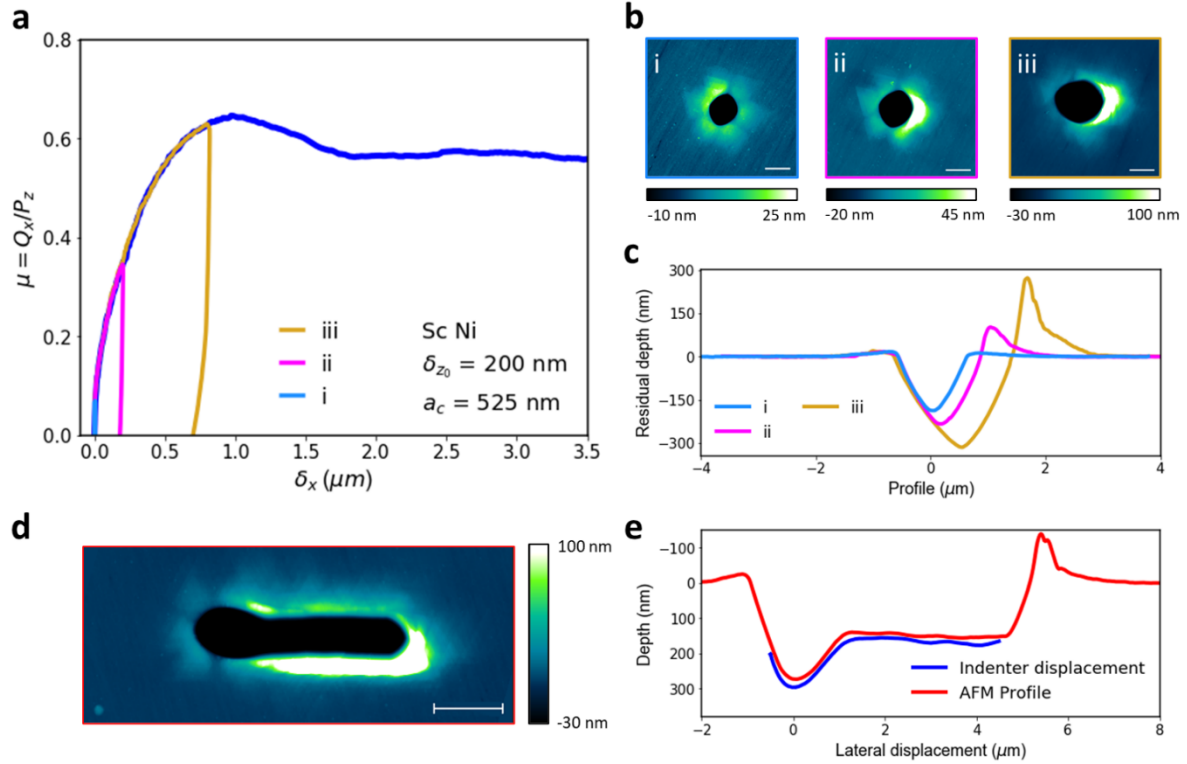 a
0.8
0.6
0.4
0.2
0.0
μ = Qx/Pz
iii
ii
i
Sc Ni
δz0 = 200 nm
ac = 525 nm
0.0 0.5 1.0 1.5 2.0 2.5 3.0 3.5
δx (μm)
b
i
ii
iii
-10 nm 25 nm
-20 nm 45 nm
-30 nm 100 nm
c
300
150
0
−150
−300
Residual depth (nm)
i
ii
iii
−4 −2 0 2 4
Profile (μm)
d
100 nm
-30 nm
e
−100
0
100
200
300
Depth (nm)
Indenter displacement
AFM Profile
−2 0 2 4 6 8
Lateral displacement (μm)